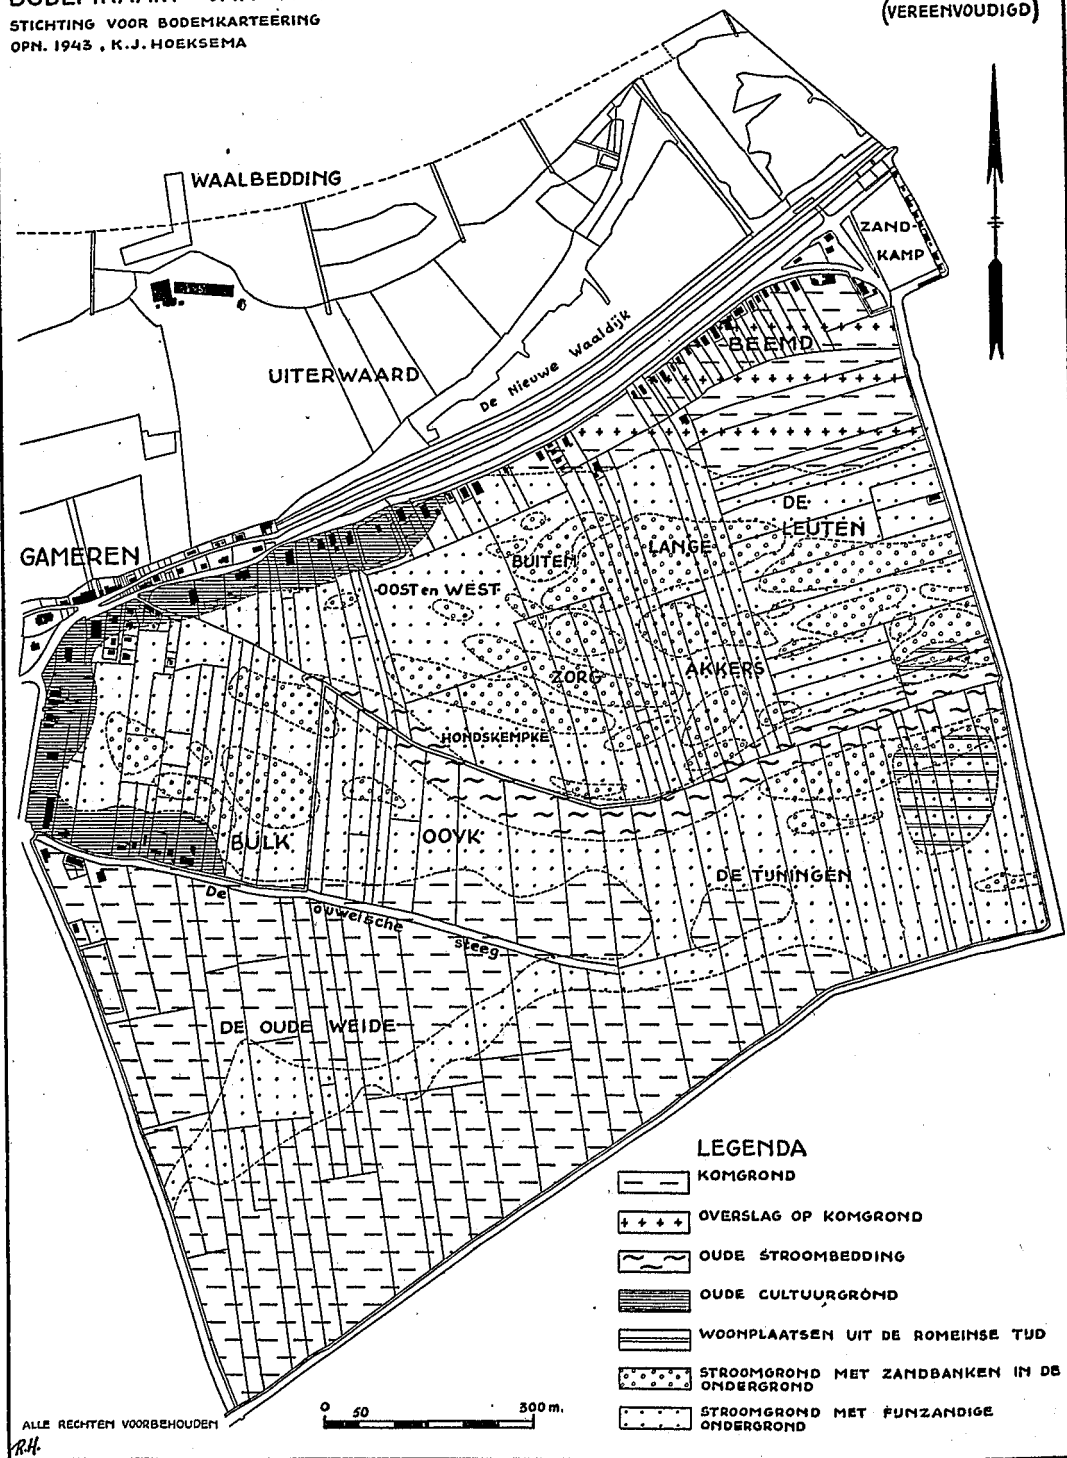 STICHTING VOOR BODEMKARTEERING
OPN. 1943 , K.J. HOEKSEMA
(VEREENVOUDIGD)
WAALBEDDING
ZAND-
KAMP
De Nieuwe Waaldijk
BEEMD
UITERWAARD
DE
LEUTEN
GAMEREN
BUITEN
LANGE
OOST en WEST
ZORG
AKKERS
HONDSKEMPKE
BULK
OOYK
DE TIJNINGEN
De ouweische steeg
DE OUDE WEIDE
LEGENDA
KOMGROND
OVERSLAG OP KOMGROND
OUDE STROOMBEDDING
OUDE CULTUURGROND
WOONPLAATSEN UIT DE ROMEINSE TIJD
STROOMGROND MET ZANDBANKEN IN DE
ONDERGROND
STROOMGROND MET FIJNZANDIGE
ONDERGROND
0 50 300 m.
ALLE RECHTEN VOORBEHOUDEN
R.H.